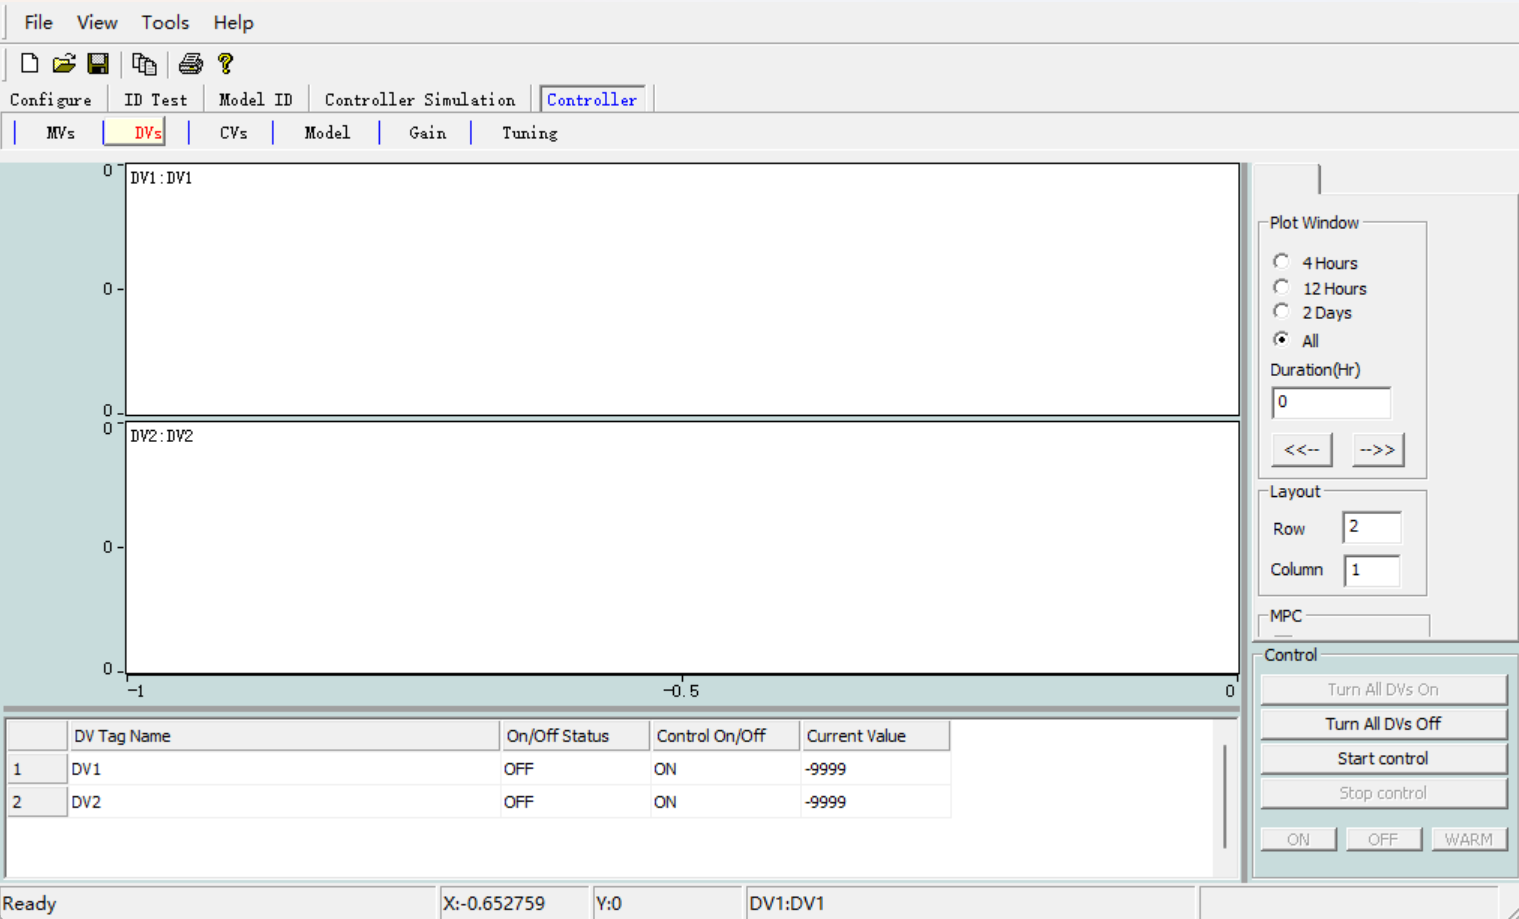 File View Tools Help
Configure ID Test Model ID Controller Simulation Controller
MVs DVs CVs Model Gain Tuning
0
DV1:DV1
0
0
0
DV2:DV2
0
0
-1 -0.5 0
Plot Window
4 Hours
12 Hours
2 Days
All
Duration(Hr)
0
<<-- -->>
Layout
Row 2
Column 1
MPC
Control
Turn All DVs On
Turn All DVs Off
Start control
Stop control
ON OFF WARM
DV Tag Name On/Off Status Control On/Off Current Value
1 DV1 OFF ON -9999
2 DV2 OFF ON -9999
Ready X:-0.652759 Y:0 DV1:DV1